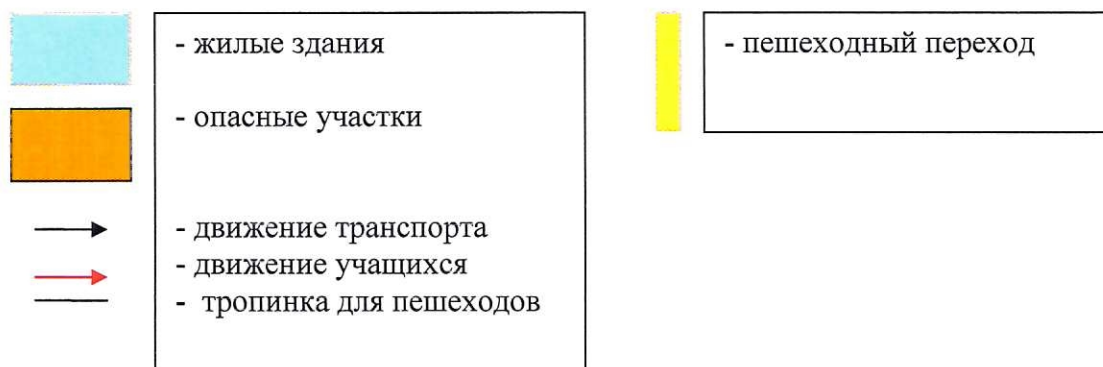 - жилые здания
- опасные участки
- движение транспорта
- движение учащихся
- тропинка для пешеходов
- пешеходный переход